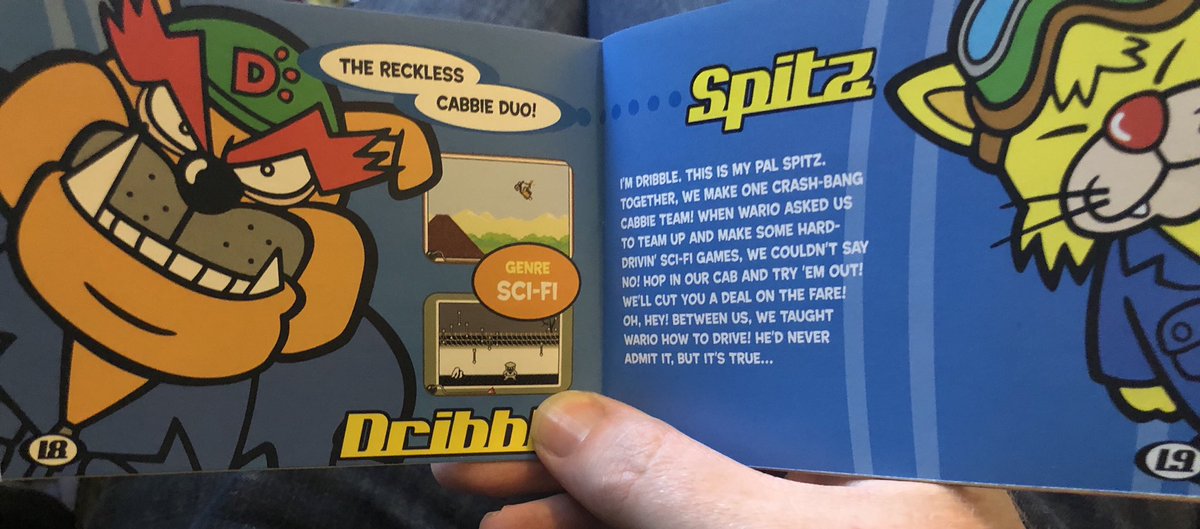 D
THE RECKLESS
CABBIE DUO!
GENRE
SCI-FI
18
Spitz
I'M DRIBBLE. THIS IS MY PAL SPITZ.
TOGETHER, WE MAKE ONE CRASH-BANG
CABBIE TEAM! WHEN WARIO ASKED US
TO TEAM UP AND MAKE SOME HARD-
DRIVIN' SCI-FI GAMES, WE COULDN'T SAY
NO! HOP IN OUR CAB AND TRY 'EM OUT!
WE'LL CUT YOU A DEAL ON THE FARE!
OH, HEY! BETWEEN US, WE TAUGHT
WARIO HOW TO DRIVE! HE'D NEVER
ADMIT IT, BUT IT'S TRUE...
19